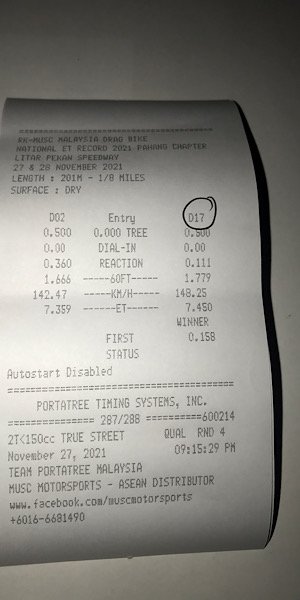 ====================================
RK-MUSC MALAYSIA DRAG BIKE
NATIONAL ET RECORD 2021 PAHANG CHAPTER
LITAR PEKAN SPEEDWAY
27 & 28 NOVEMBER 2021
LENGTH : 201M - 1/8 MILES
SURFACE : DRY
D02 Entry D17
0.500 0.000 TREE 0.500
0.00 DIAL-IN 0.00
0.360 REACTION 0.111
1.666 -----60FT----- 1.779
142.47 -----KM/H----- 148.25
7.359 ------ET------ 7.450
WINNER
FIRST 0.158
STATUS
Autostart Disabled
========================================
PORTATREE TIMING SYSTEMS, INC.
=============== 287/288 ==========600214
2T<150cc TRUE STREET QUAL RND 4
November 27, 2021 09:15:29 PM
TEAM PORTATREE MALAYSIA
MUSC MOTORSPORTS - ASEAN DISTRIBUTOR
www.facebook.com/muscmotorsports
+6016-6681490